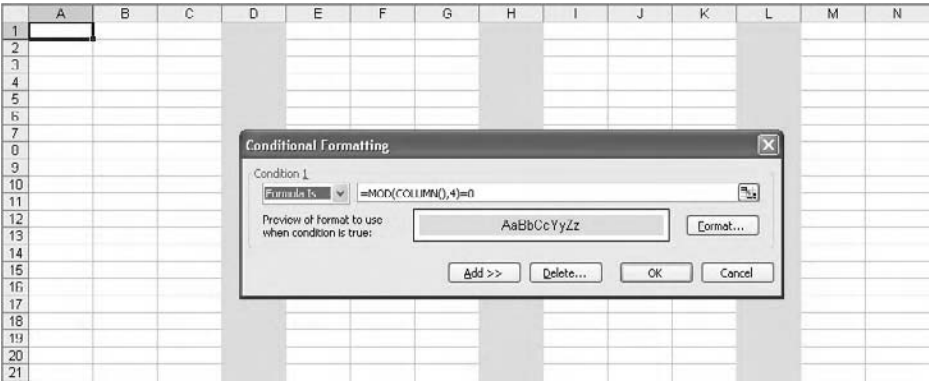 A B C D E F G H I J K L M N
1
2
3
4
5
6
7
Conditional Formatting
8
9
Condition 1
10
Formula Is =MOD(COLUMN(),4)=0
11
12
Preview of format to use
when condition is true:
AaBbCcYyZz
Format...
13
14
15
Add >> Delete... OK Cancel
16
17
18
19
20
21